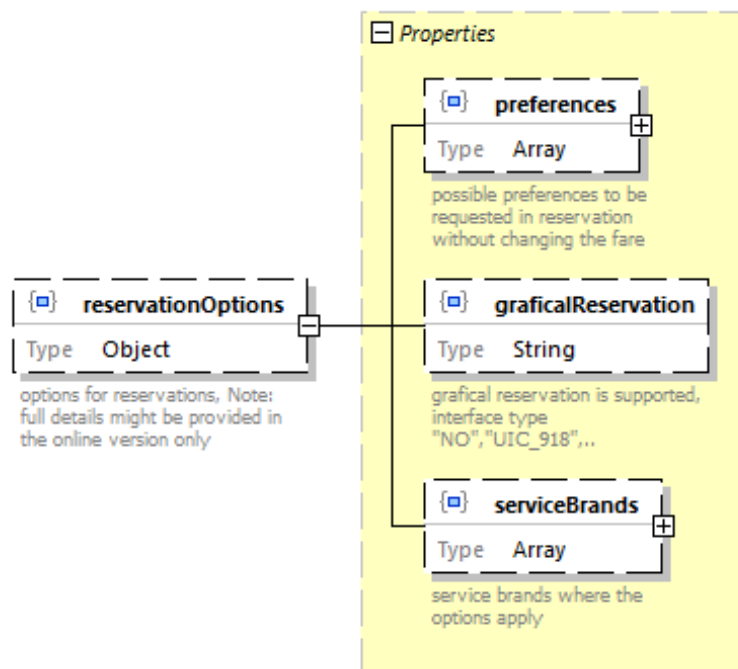 Properties
preferences
Type Array
possible preferences to be
requested in reservation
without changing the fare
reservationOptions
Type Object
options for reservations, Note:
full details might be provided in
the online version only
graficalReservation
Type String
grafical reservation is supported,
interface type
"NO","UIC_918",..
serviceBrands
Type Array
service brands where the
options apply